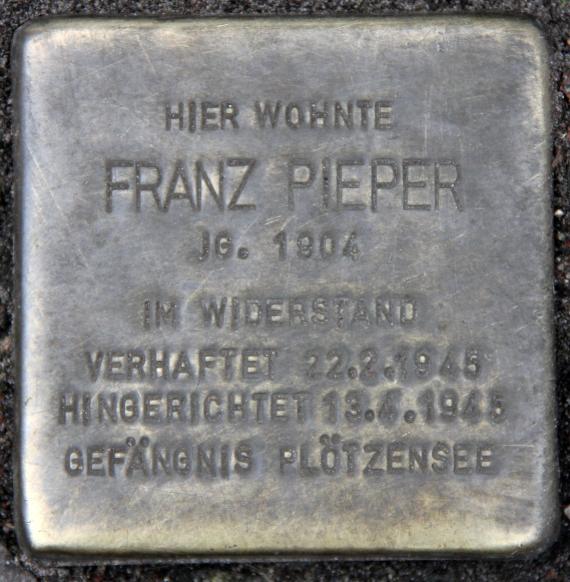 HIER WOHNTE
FRANZ PIEPER
JG. 1904
IM WIDERSTAND
VERHAFTET 22.2.1945
HINGERICHTET 13.4.1945
GEFÄNGNIS PLÖTZENSEE